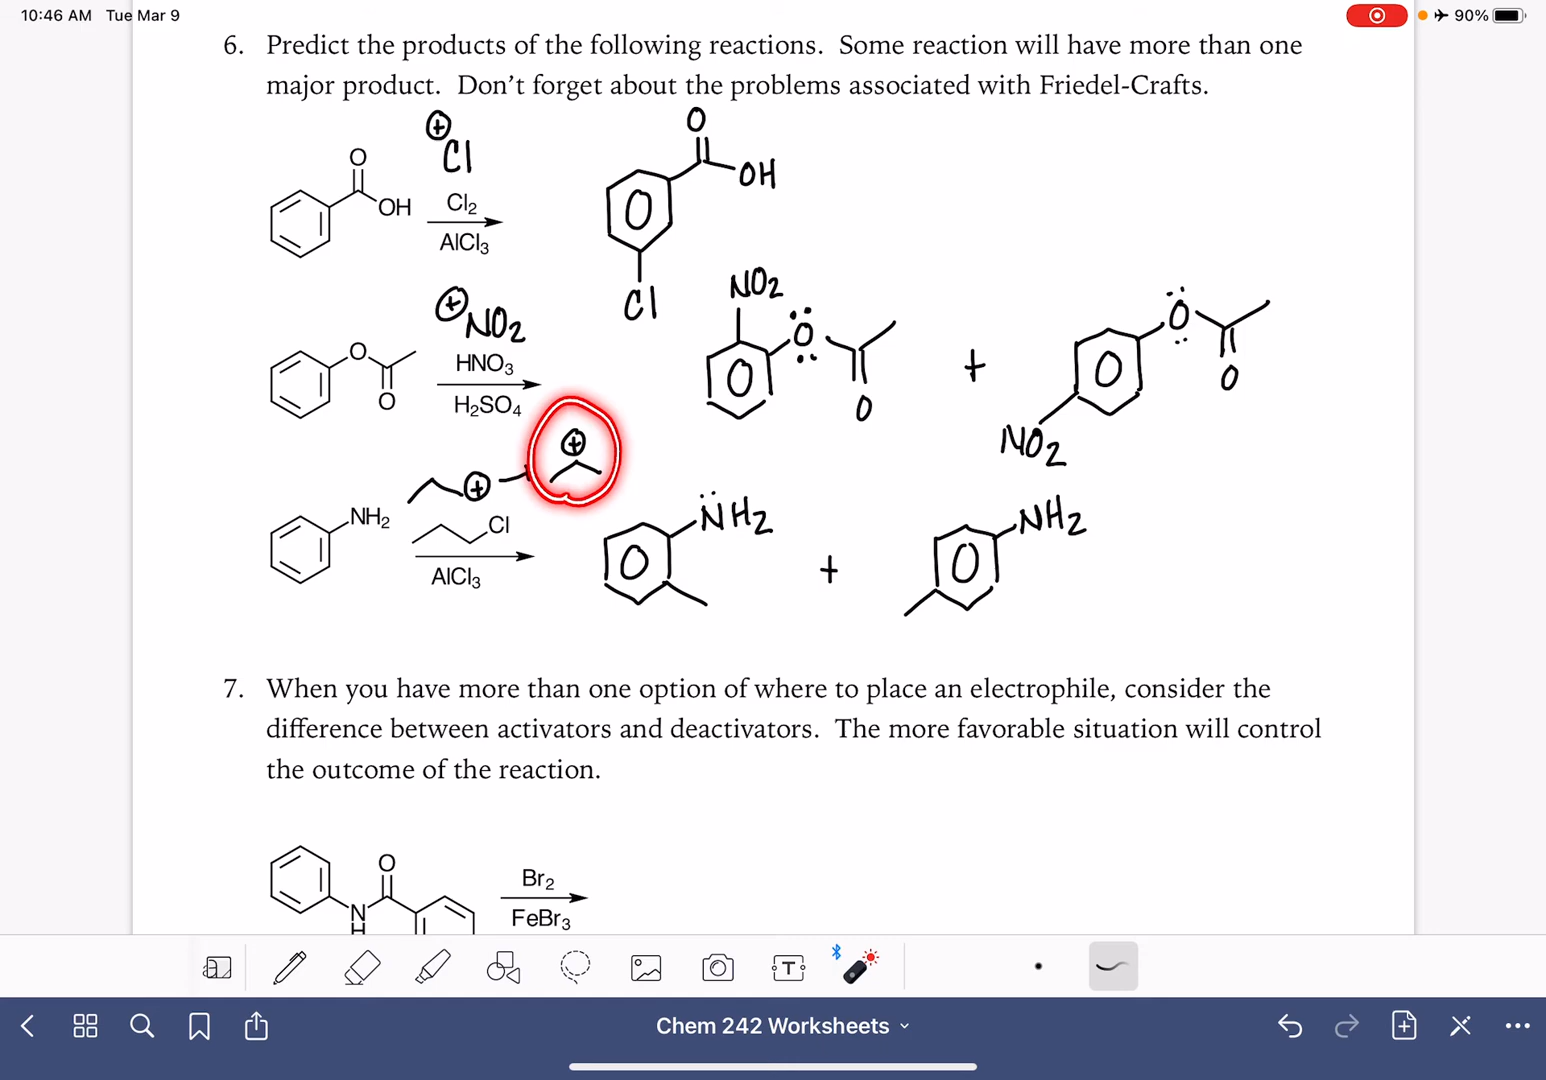 10:46 AM Tue Mar 9
90%
6. Predict the products of the following reactions. Some reaction will have more than one
major product. Don’t forget about the problems associated with Friedel-Crafts.
+
Cl
O
OH
Cl2
AlCl3
O
OH
Cl
+
NO2
O
O
HNO3
H2SO4
NO2
O
O
+
O
O
NO2
+
+
NH2
Cl
AlCl3
NH2
+
NH2
7. When you have more than one option of where to place an electrophile, consider the
difference between activators and deactivators. The more favorable situation will control
the outcome of the reaction.
O
N
H
Br2
FeBr3
T
Chem 242 Worksheets